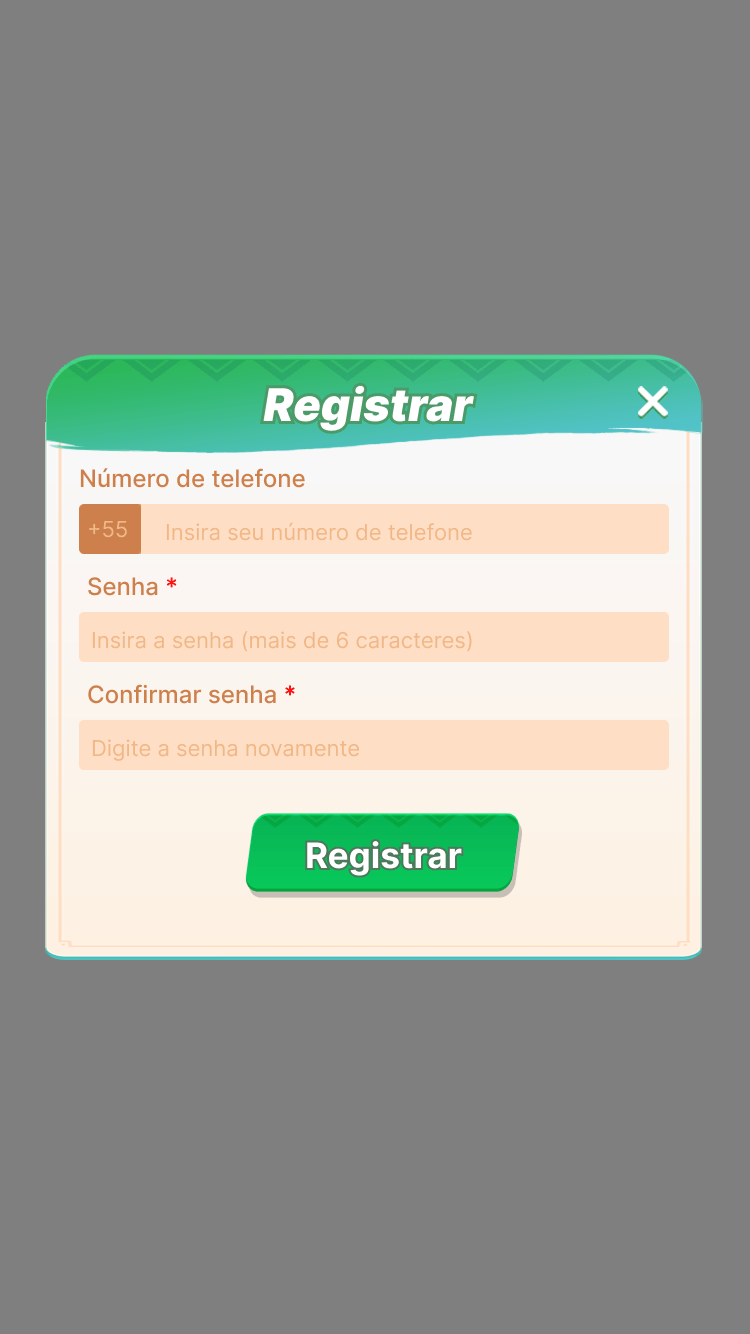 Registrar
Número de telefone
+55 Insira seu número de telefone
Senha *
Insira a senha (mais de 6 caracteres)
Confirmar senha *
Digite a senha novamente
Registrar